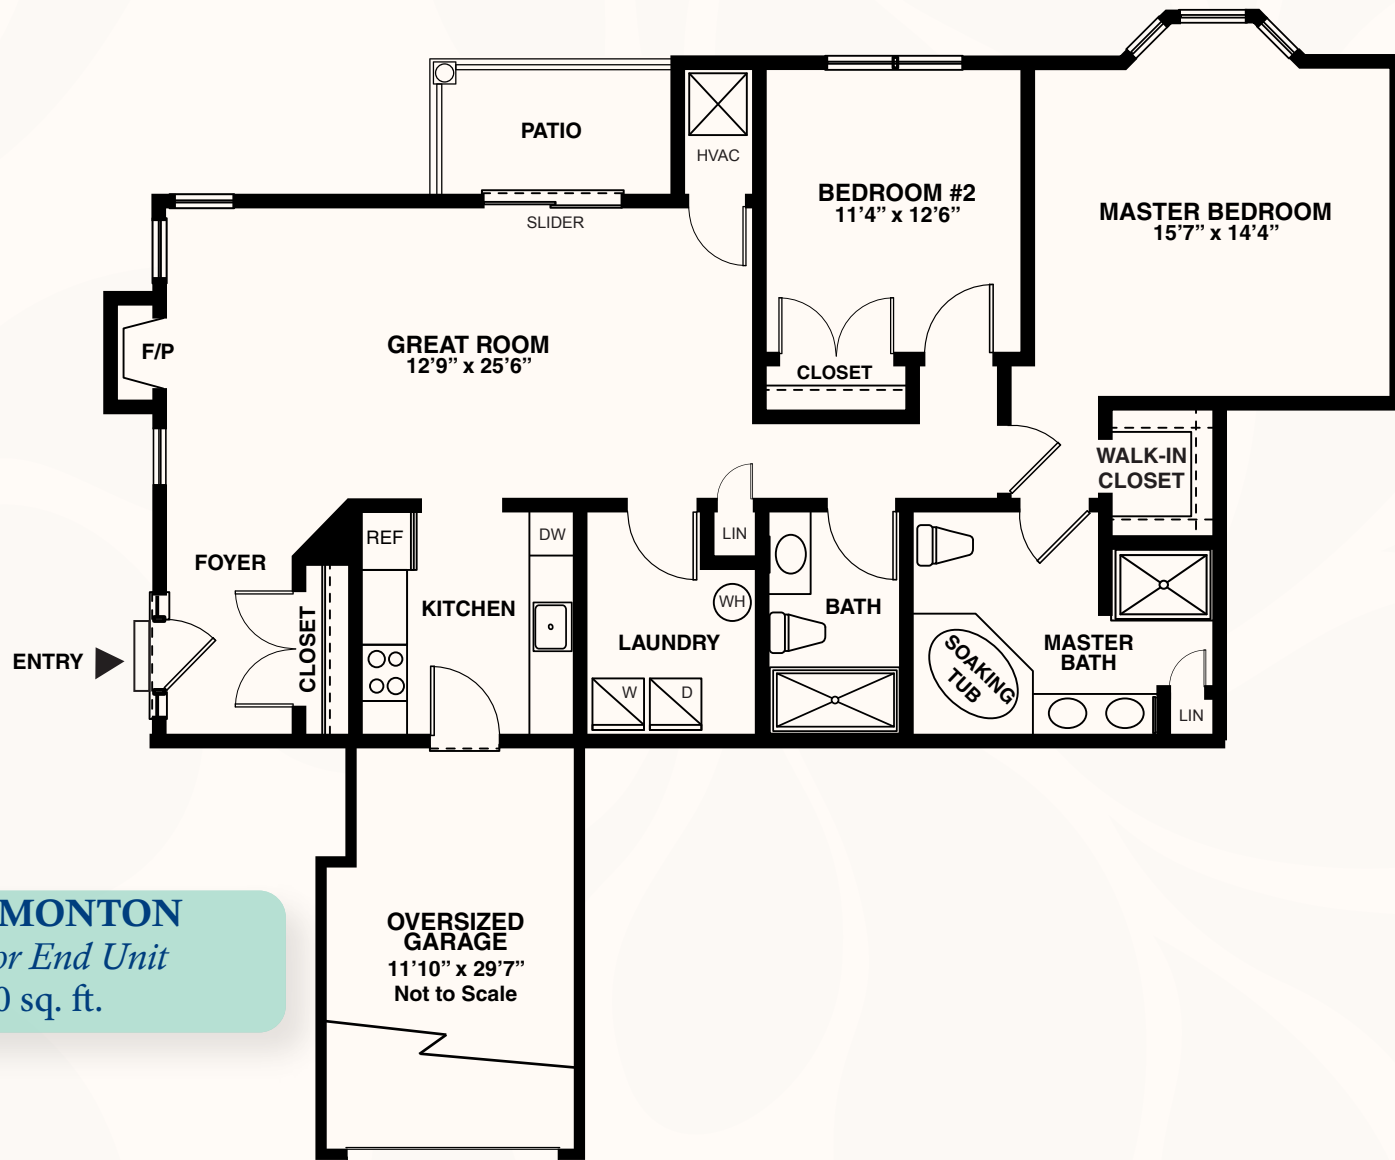 PATIO
HVAC
SLIDER
BEDROOM #2
11’4” x 12’6”
MASTER BEDROOM
15’7” x 14’4”
F/P
GREAT ROOM
12’9” x 25’6”
CLOSET
WALK-IN
CLOSET
REF
DW
LIN
FOYER
KITCHEN
WH
BATH
CLOSET
LAUNDRY
MASTER
BATH
ENTRY
SOAKING
TUB
W
D
LIN
OVERSIZED
GARAGE
11’10” x 29’7”
Not to Scale
MONTON
or End Unit
0 sq. ft.